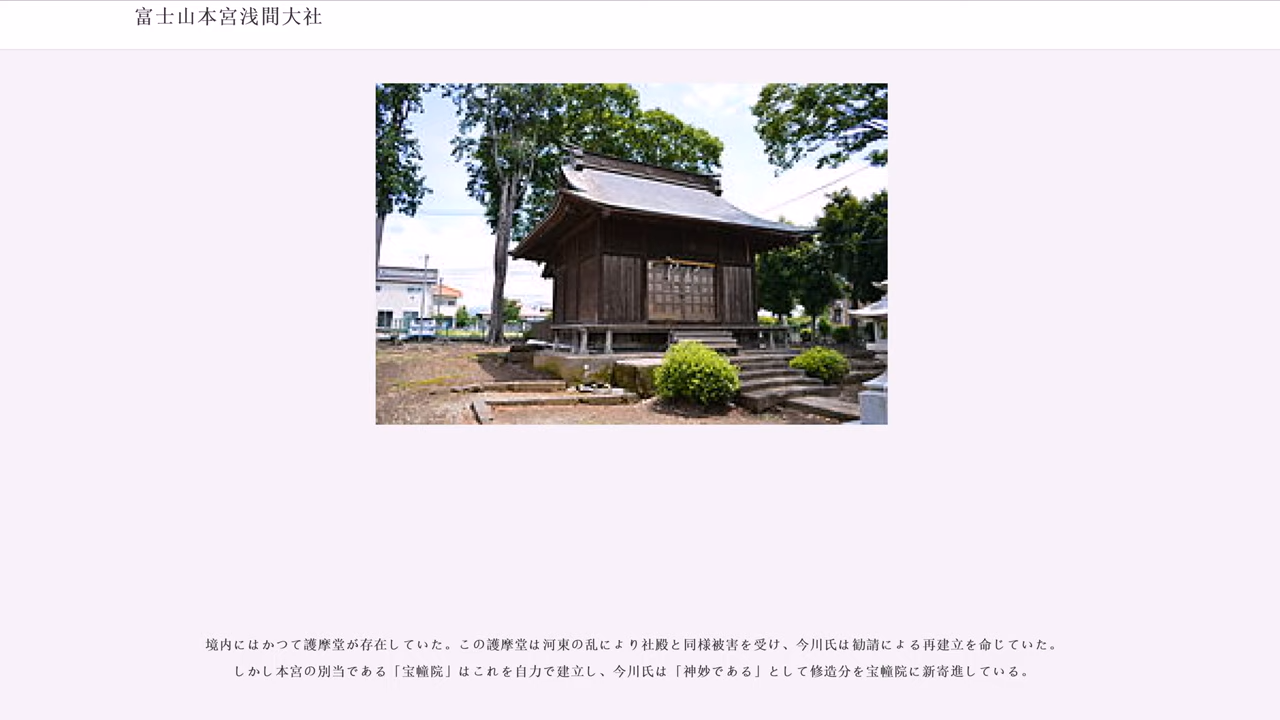 富士山本宮浅間大社
境内にはかつて護摩堂が存在していた。この護摩堂は河東の乱により社殿と同様被害を受け、今川氏は勧請による再建立を命じていた。
しかし本宮の別当である「宝幢院」はこれを自力で建立し、今川氏は「神妙である」として修造分を宝幢院に新寄進している。